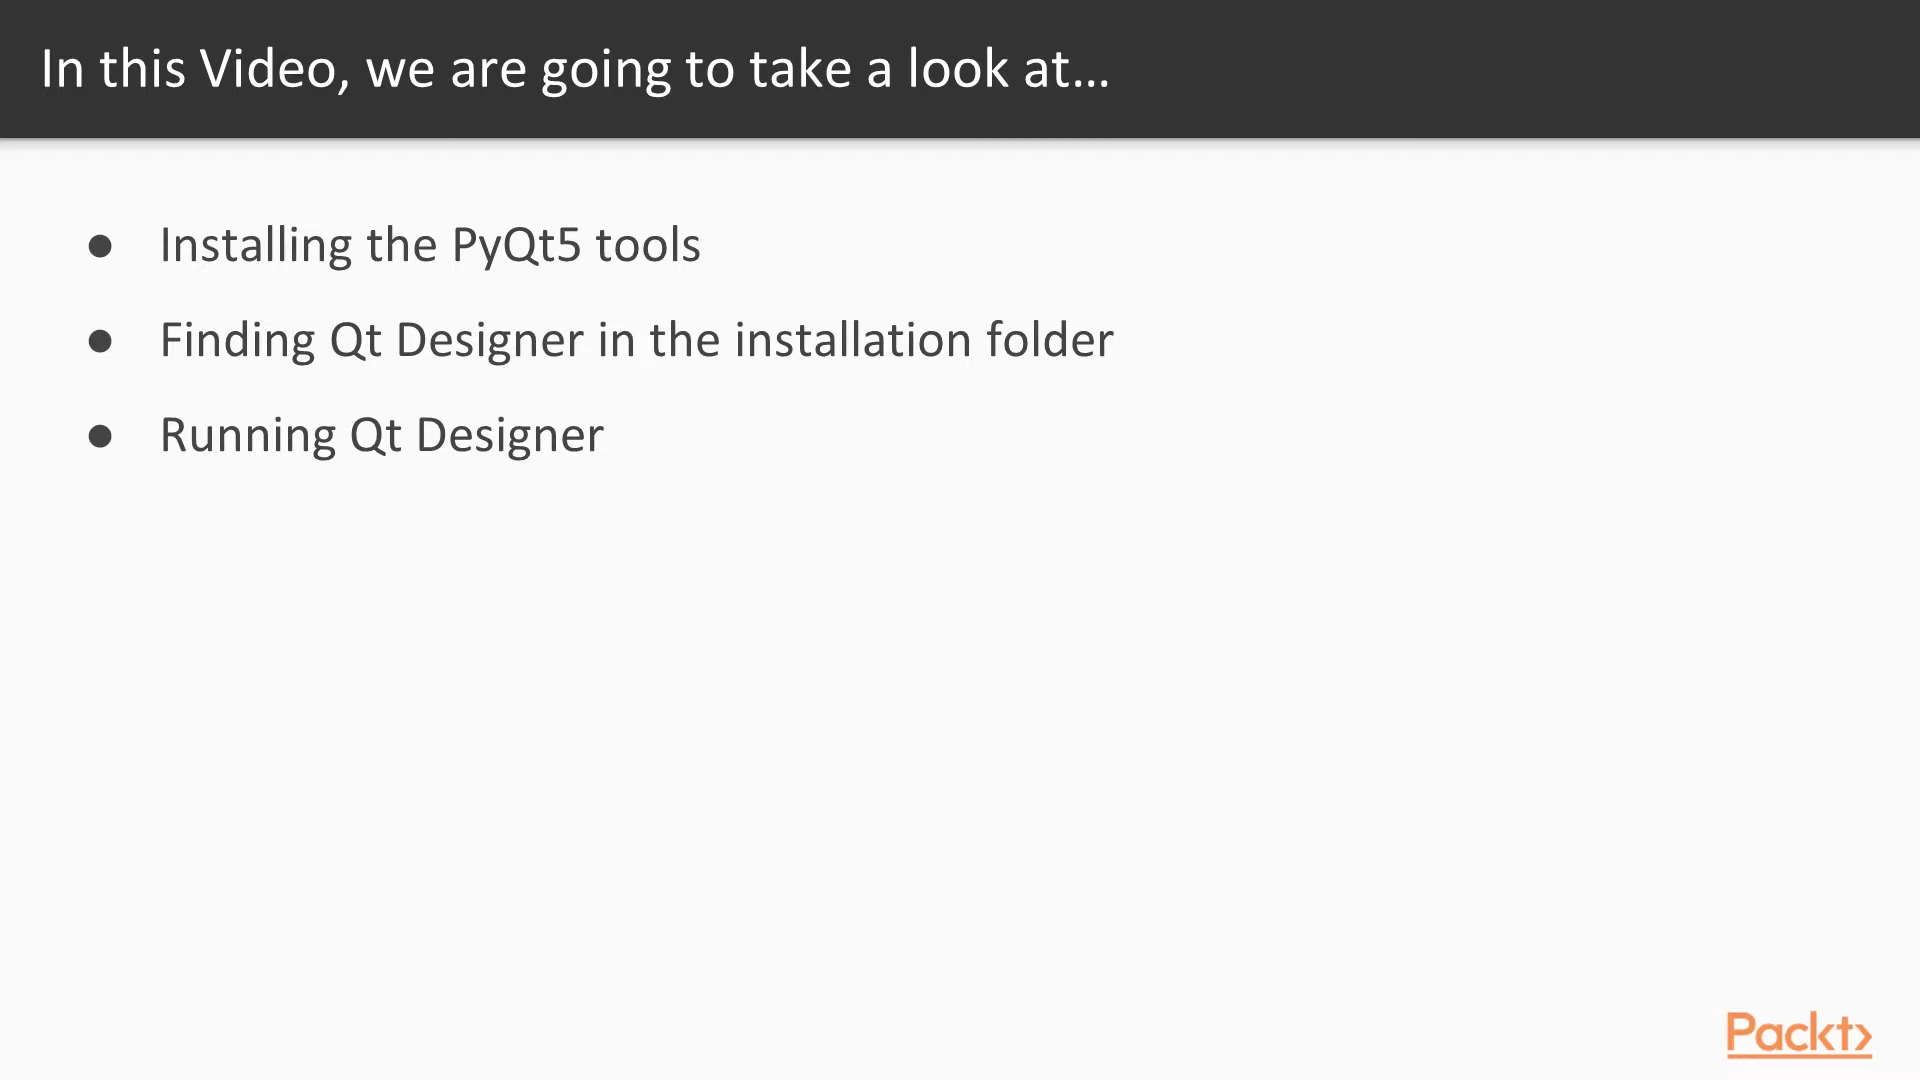 In this Video, we are going to take a look at...
● Installing the PyQt5 tools
● Finding Qt Designer in the installation folder
● Running Qt Designer
Packt>